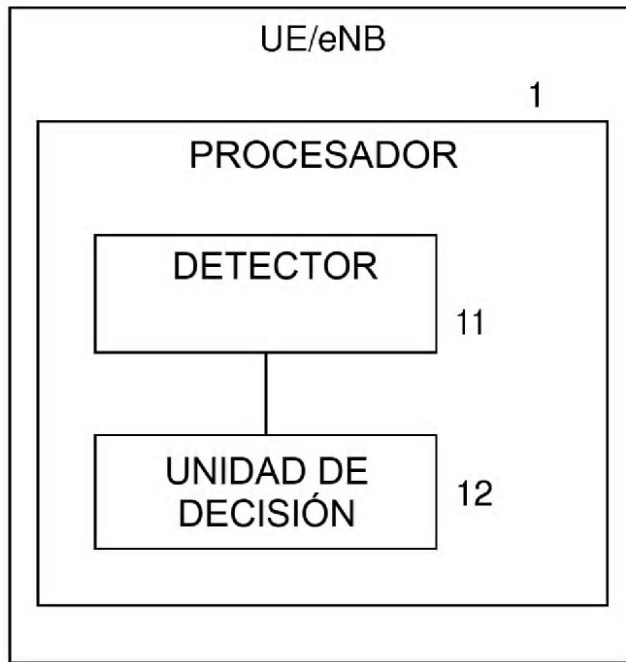 UE/eNB
1
PROCESADOR
DETECTOR
11
UNIDAD DE
DECISIÓN
12